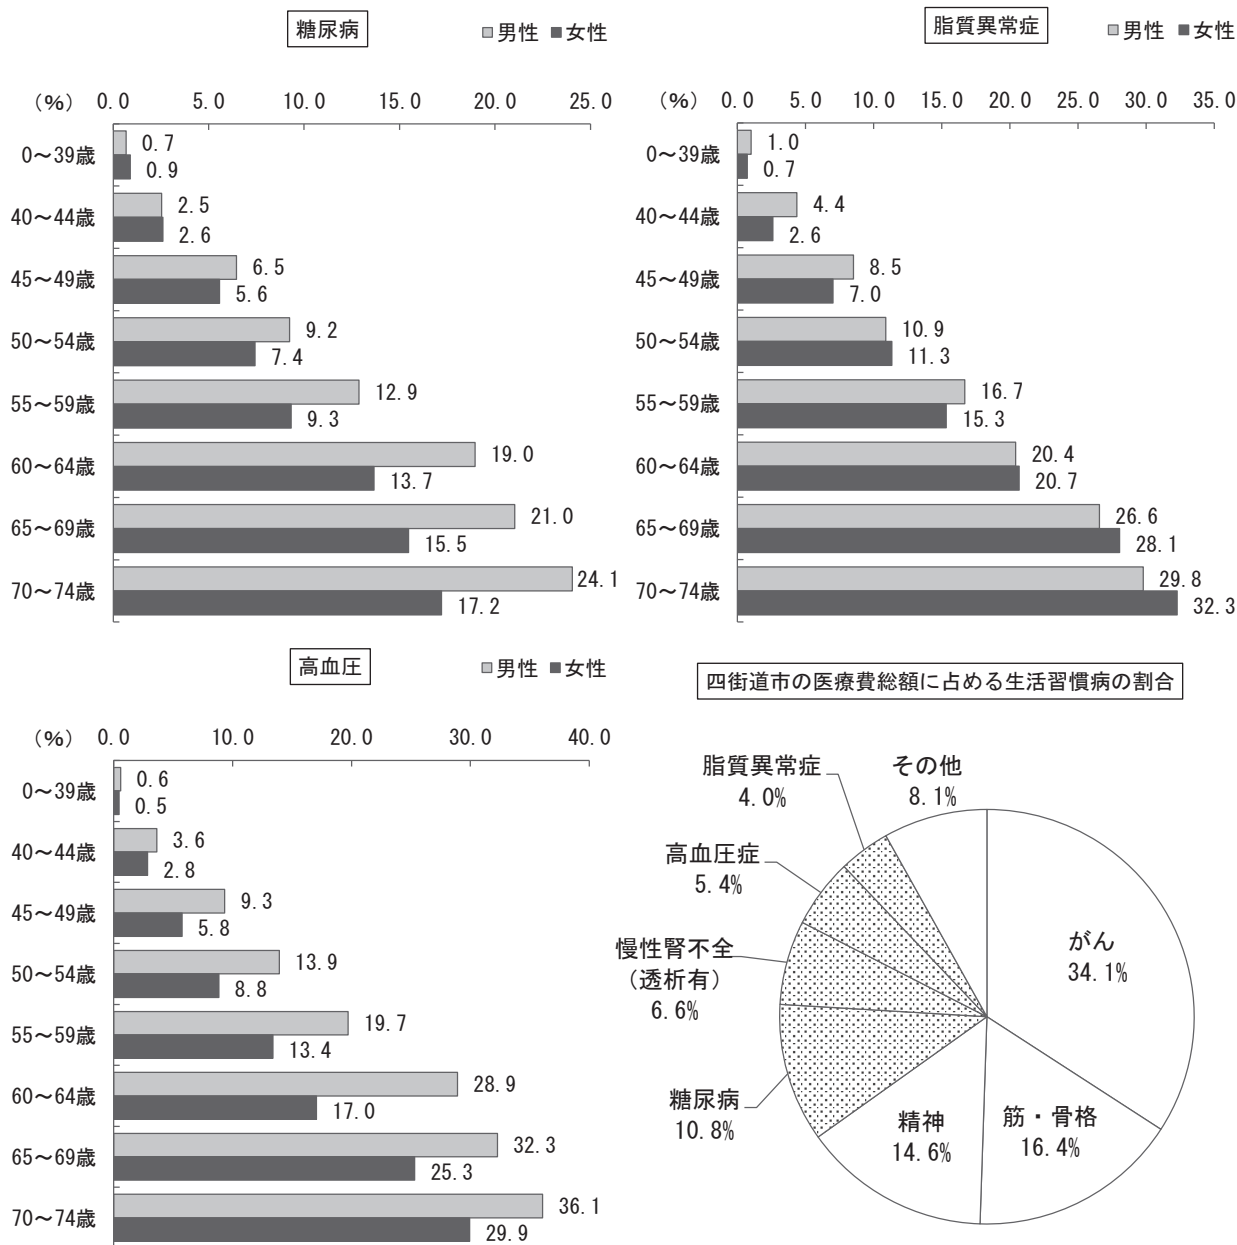 糖尿病
男性 女性
(%) 0.0 5.0 10.0 15.0 20.0 25.0
0～39歳 0.7
0.9
40～44歳 2.5
2.6
45～49歳 6.5
5.6
50～54歳 9.2
7.4
55～59歳 12.9
9.3
60～64歳 19.0
13.7
65～69歳 21.0
15.5
70～74歳 24.1
17.2
脂質異常症
男性 女性
(%) 0.0 5.0 10.0 15.0 20.0 25.0 30.0 35.0
0～39歳 1.0
0.7
40～44歳 4.4
2.6
45～49歳 8.5
7.0
50～54歳 10.9
11.3
55～59歳 16.7
15.3
60～64歳 20.4
20.7
65～69歳 26.6
28.1
70～74歳 29.8
32.3
高血圧
男性 女性
(%) 0.0 10.0 20.0 30.0 40.0
0～39歳 0.6
0.5
40～44歳 3.6
2.8
45～49歳 9.3
5.8
50～54歳 13.9
8.8
55～59歳 19.7
13.4
60～64歳 28.9
17.0
65～69歳 32.3
25.3
70～74歳 36.1
29.9
四街道市の医療費総額に占める生活習慣病の割合
がん
34.1%
筋・骨格
16.4%
精神
14.6%
糖尿病
10.8%
慢性腎不全
(透析有)
6.6%
高血圧症
5.4%
脂質異常症
4.0%
その他
8.1%